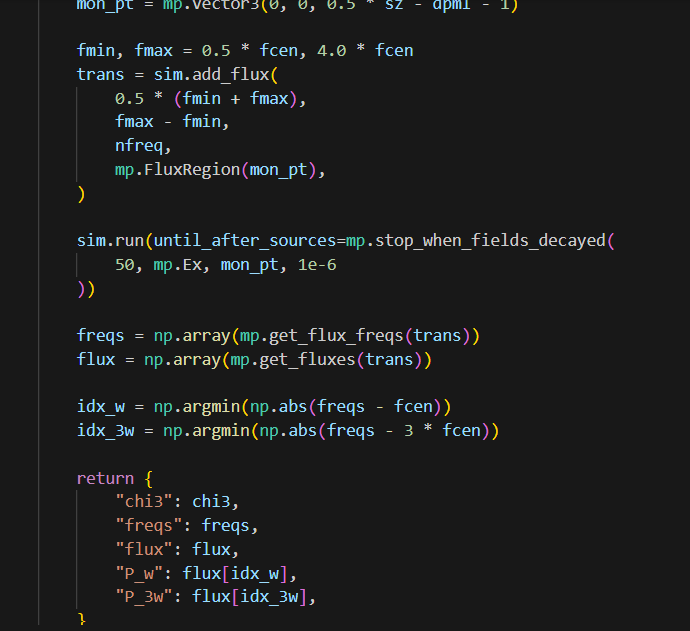 mon_pt = mp.Vector3(0, 0, 0.5 * sz - dpml - 1)
fmin, fmax = 0.5 * fcen, 4.0 * fcen
trans = sim.add_flux(
0.5 * (fmin + fmax),
fmax - fmin,
nfreq,
mp.FluxRegion(mon_pt),
)
sim.run(until_after_sources=mp.stop_when_fields_decayed(
50, mp.Ex, mon_pt, 1e-6
))
freqs = np.array(mp.get_flux_freqs(trans))
flux = np.array(mp.get_fluxes(trans))
idx_w = np.argmin(np.abs(freqs - fcen))
idx_3w = np.argmin(np.abs(freqs - 3 * fcen))
return {
"chi3": chi3,
"freqs": freqs,
"flux": flux,
"P_w": flux[idx_w],
"P_3w": flux[idx_3w],
}